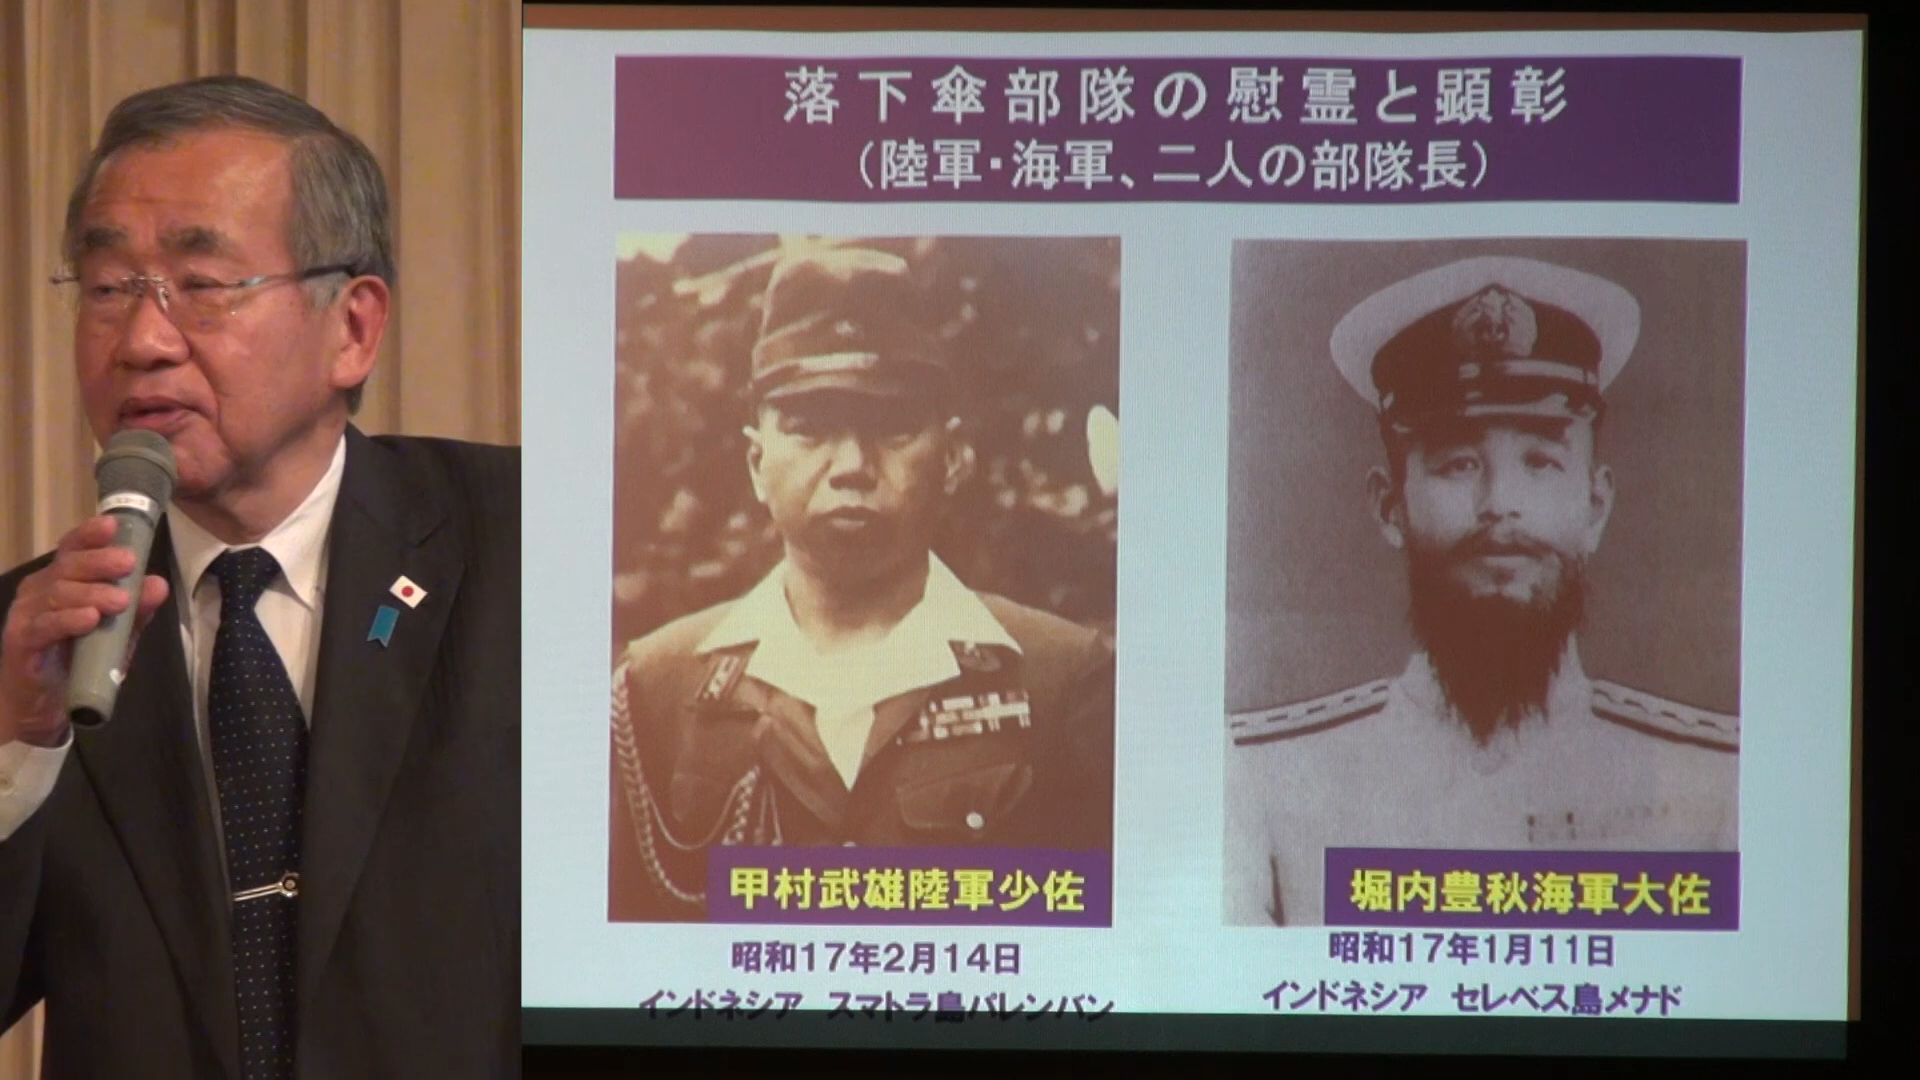 落下傘部隊の慰霊と顕彰
（陸軍・海軍、二人の部隊長）
甲村武雄陸軍少佐
昭和17年2月14日
インドネシア　スマトラ島パレンバン
堀内豊秋海軍大佐
昭和17年1月11日
インドネシア　セレベス島メナド